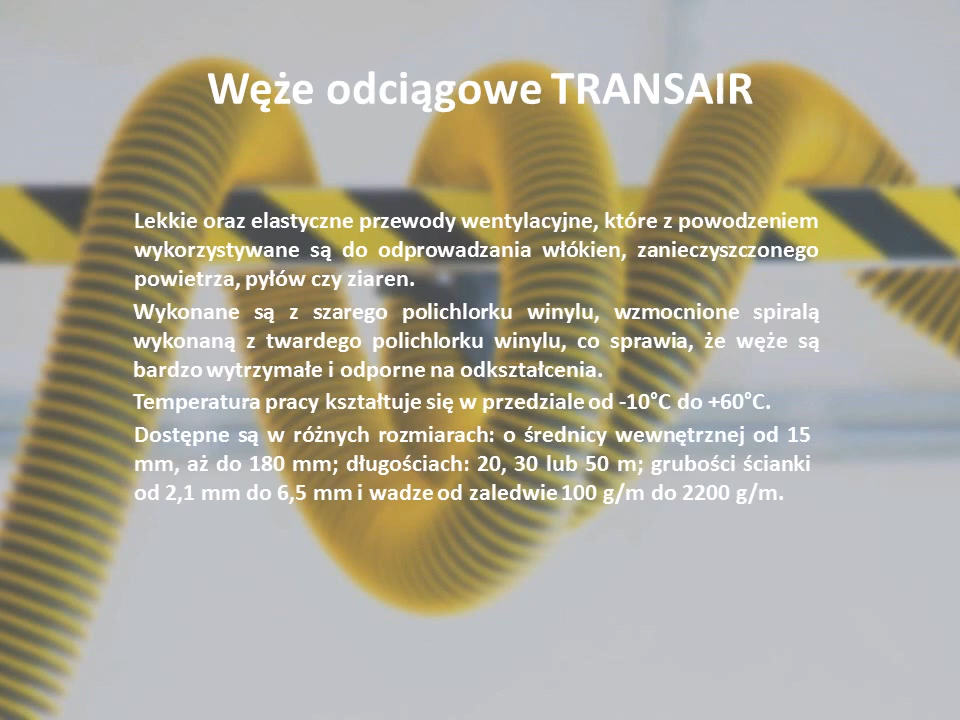 Węże odciągowe TRANSAIR
Lekkie oraz elastyczne przewody wentylacyjne, które z powodzeniem
wykorzystywane są do odprowadzania włókien, zanieczyszczonego
powietrza, pyłów czy ziaren.
Wykonane są z szarego polichlorku winylu, wzmocnione spiralą
wykonaną z twardego polichlorku winylu, co sprawia, że węże są
bardzo wytrzymałe i odporne na odkształcenia.
Temperatura pracy kształtuje się w przedziale od -10°C do +60°C.
Dostępne są w różnych rozmiarach: o średnicy wewnętrznej od 15
mm, aż do 180 mm; długościach: 20, 30 lub 50 m; grubości ścianki
od 2,1 mm do 6,5 mm i wadze od zaledwie 100 g/m do 2200 g/m.